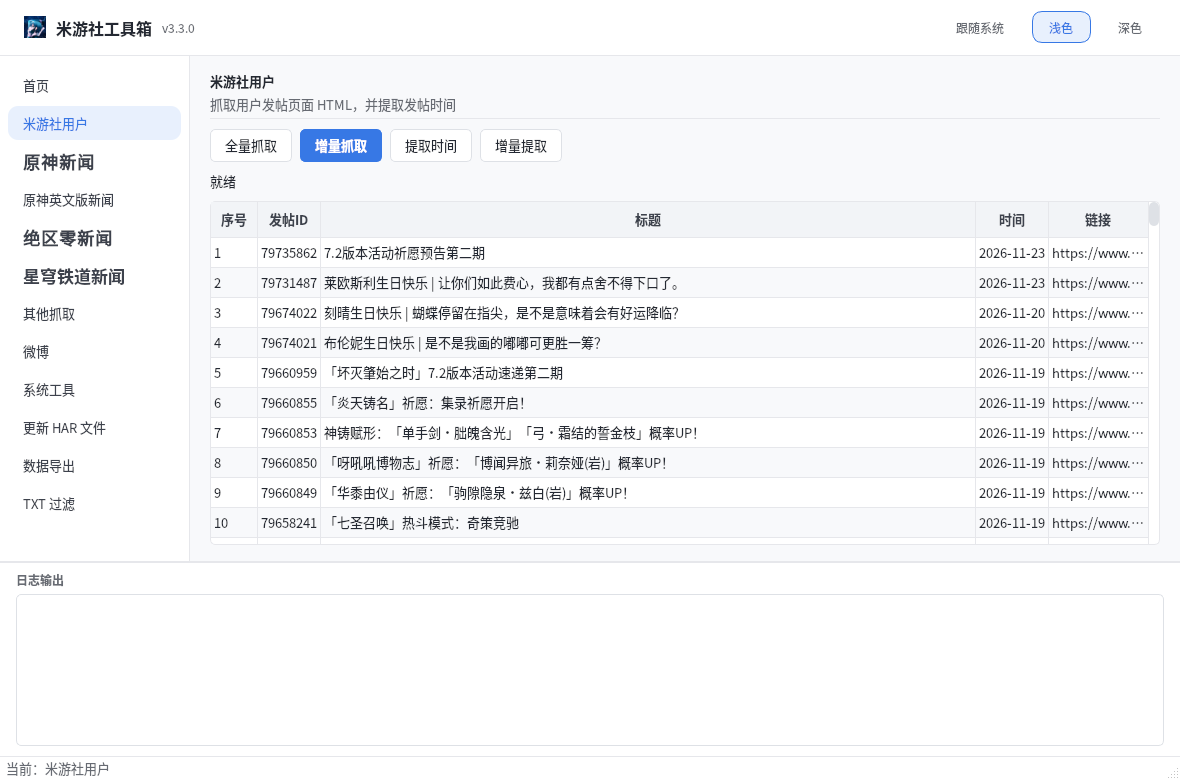 米游社工具箱 v3.3.0
跟随系统 浅色 深色
首页
米游社用户
原神新闻
原神英文版新闻
绝区零新闻
星穹铁道新闻
其他抓取
微博
系统工具
更新 HAR 文件
数据导出
TXT 过滤
米游社用户
抓取用户发帖页面 HTML，并提取发帖时间
全量抓取 增量抓取 提取时间 增量提取
就绪
序号 发帖ID 标题 时间 链接
1 79735862 7.2版本活动祈愿预告第二期 2026-11-23 https://www.…
2 79731487 莱欧斯利生日快乐 | 让你们如此费心，我都有点舍不得下口了。 2026-11-23 https://www.…
3 79674022 刻晴生日快乐 | 蝴蝶停留在指尖，是不是意味着会有好运降临？ 2026-11-20 https://www.…
4 79674021 布伦妮生日快乐 | 是不是我画的嘟嘟可更胜一筹？ 2026-11-20 https://www.…
5 79660959 「坏灭肇始之时」7.2版本活动速递第二期 2026-11-19 https://www.…
6 79660855 「炎天铸名」祈愿：集录祈愿开启！ 2026-11-19 https://www.…
7 79660853 神铸赋形：「单手剑·朏魄含光」「弓·霜结的誓金枝」概率UP！ 2026-11-19 https://www.…
8 79660850 「呀吼吼博物志」祈愿：「博闻异旅·莉奈娅(岩)」概率UP！ 2026-11-19 https://www.…
9 79660849 「华黍由仪」祈愿：「驹隙隐泉·兹白(岩)」概率UP！ 2026-11-19 https://www.…
10 79658241 「七圣召唤」热斗模式：奇策竞驰 2026-11-19 https://www.…
日志输出
当前：米游社用户